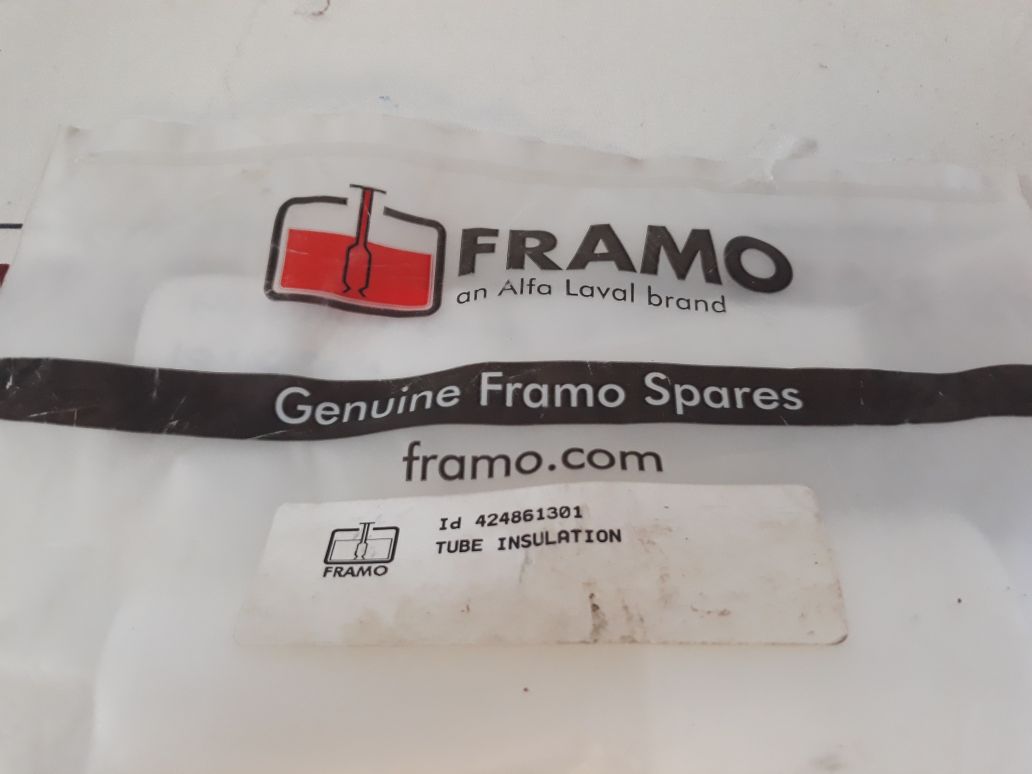 FRAMO
an Alfa Laval brand
Genuine Framo Spares
framo.com
Id 424861301
TUBE INSULATION
FRAMO